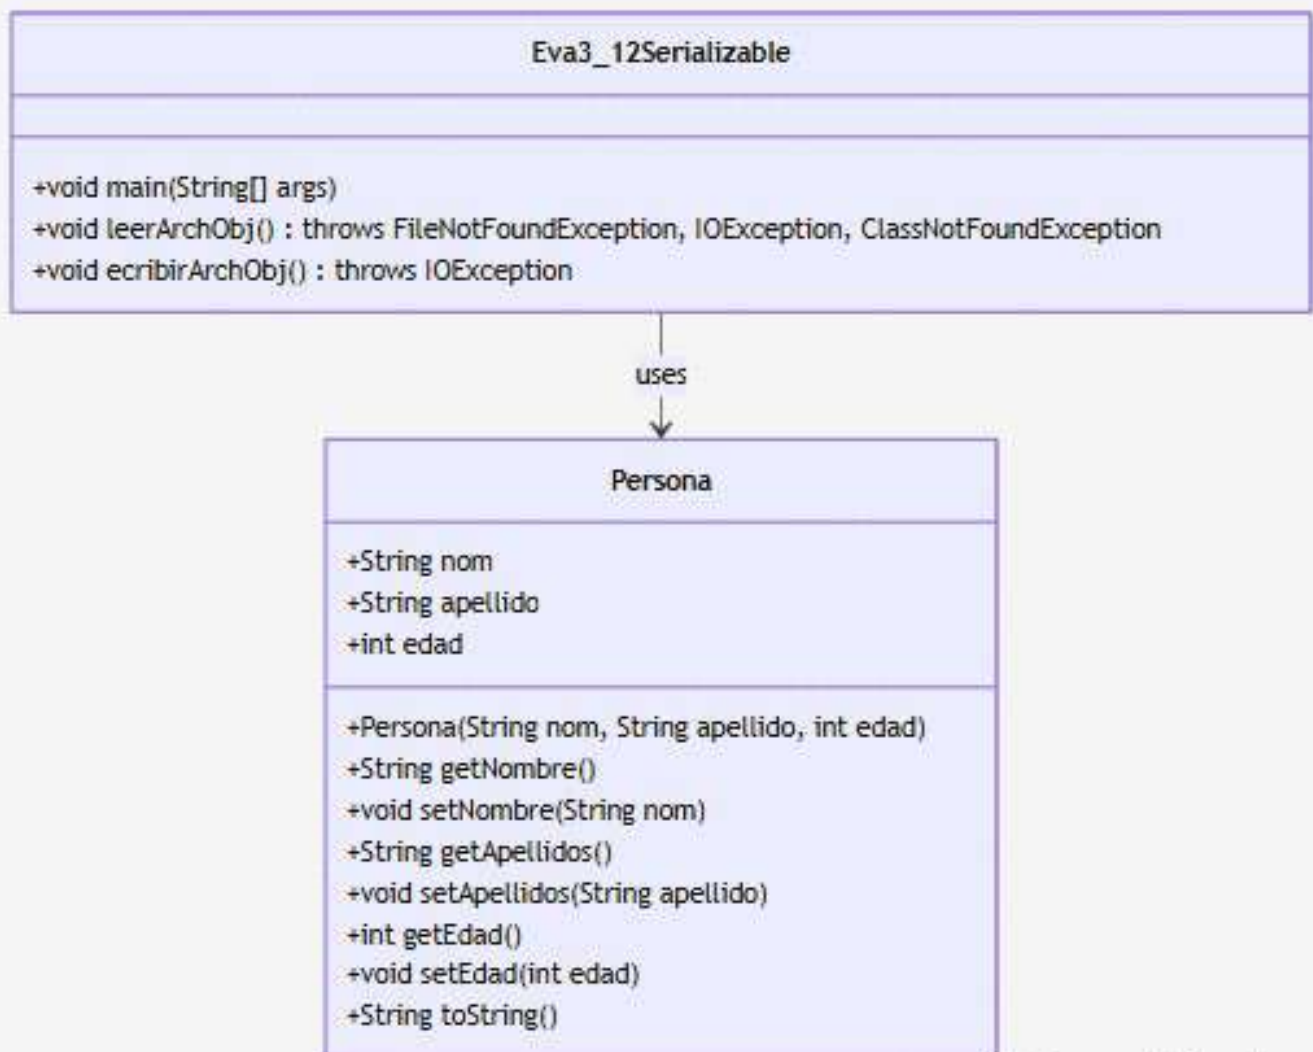 Eva3_12Serializable
+void main(String[] args)
+void leerArchObj() : throws FileNotFoundException, IOException, ClassNotFoundException
+void ecribirArchObj() : throws IOException
uses
Persona
+String nom
+String apellido
+int edad
+Persona(String nom, String apellido, int edad)
+String getNombre()
+void setNombre(String nom)
+String getApellidos()
+void setApellidos(String apellido)
+int getEdad()
+void setEdad(int edad)
+String toString()